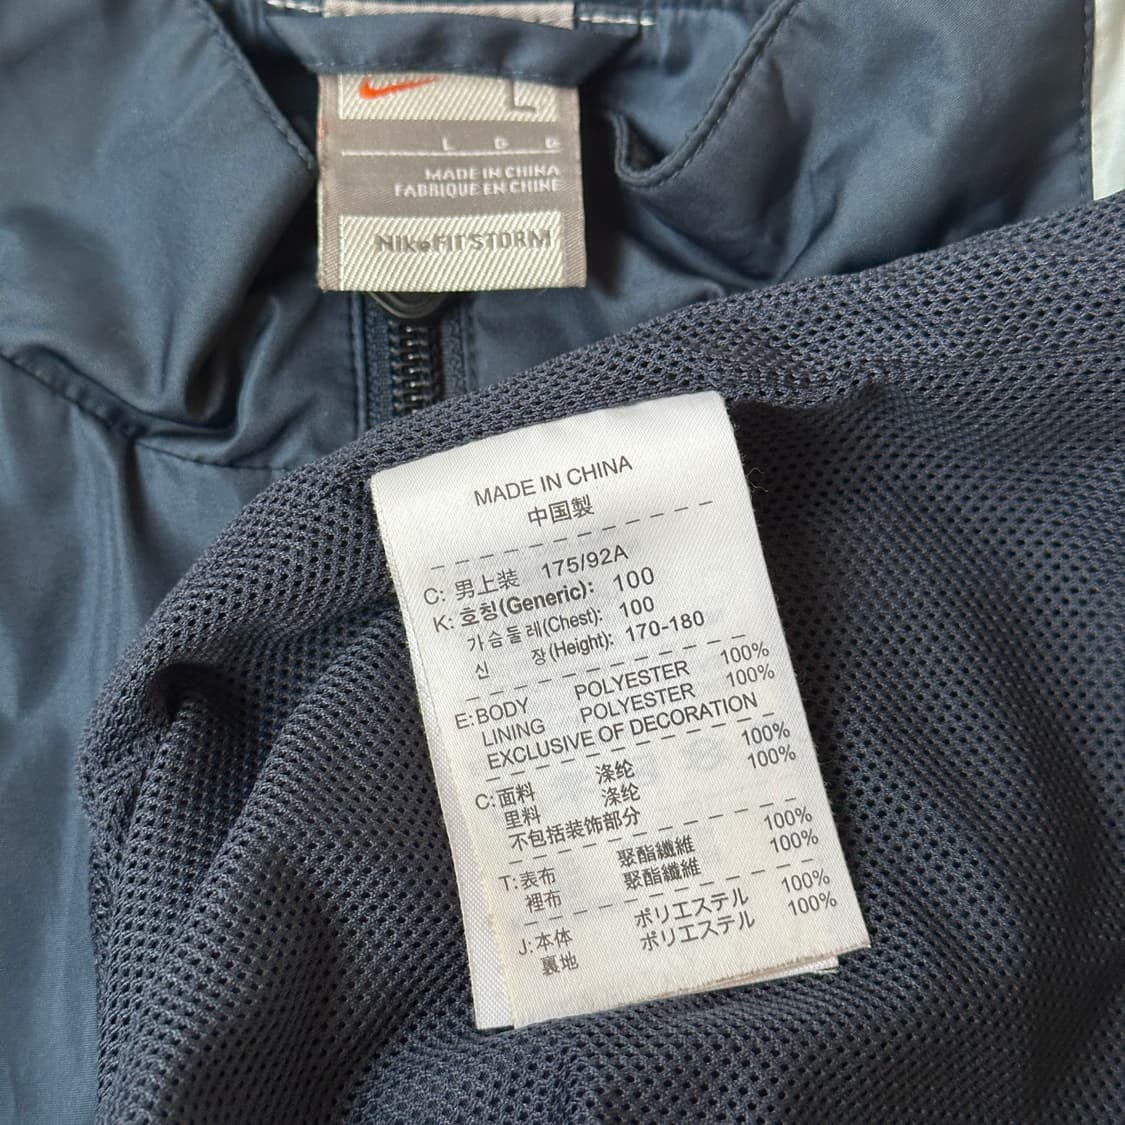 L
L G G
MADE IN CHINA
FABRIQUE EN CHINE
NikeFIT STORM
MADE IN CHINA
中国製
C: 男上装 175/92A
K: 호칭(Generic): 100
가슴둘레(Chest): 100
신 장(Height): 170-180
E: BODY POLYESTER 100%
LINING POLYESTER 100%
EXCLUSIVE OF DECORATION
C: 面料 涤纶 100%
里料 涤纶 100%
不包括装饰部分
T: 表布 聚酯纖維 100%
裡布 聚酯纖維 100%
J: 本体 ポリエステル 100%
裏地 ポリエステル 100%